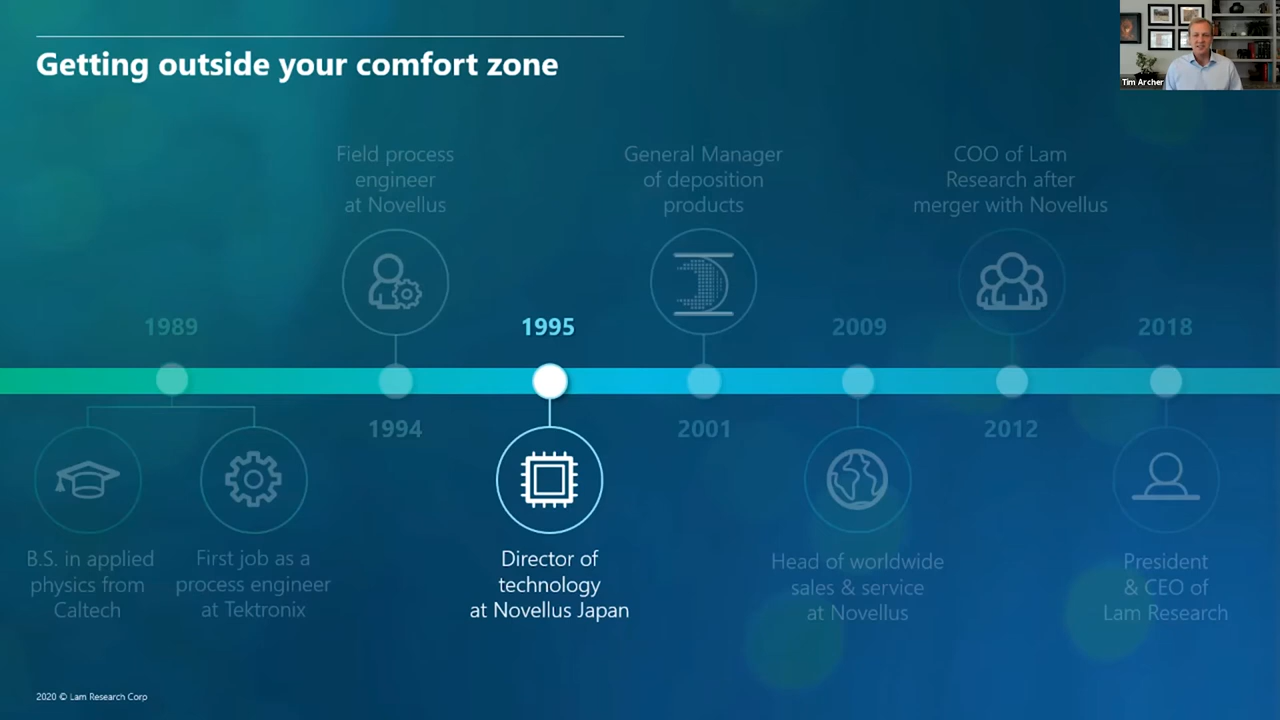 Getting outside your comfort zone
Tim Archer
Field process
engineer
at Novellus
General Manager
of deposition
products
COO of Lam
Research after
merger with Novellus
1989
1995
2009
2018
1994
2001
2012
B.S. in applied
physics from
Caltech
First job as a
process engineer
at Tektronix
Director of
technology
at Novellus Japan
Head of worldwide
sales & service
at Novellus
President
& CEO of
Lam Research
2020 © Lam Research Corp